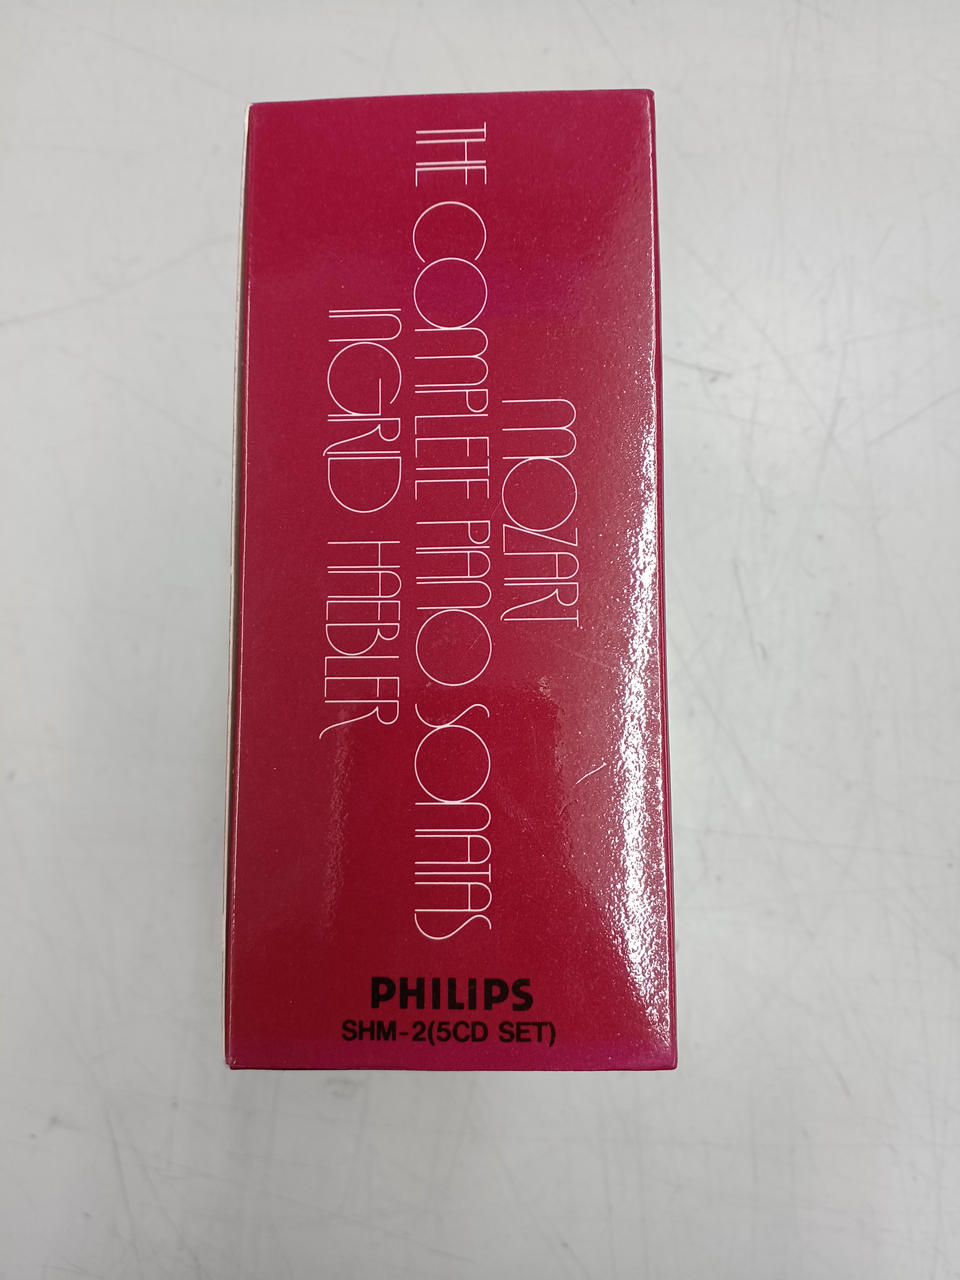 MOZART
THE COMPLETE PIANO SONATAS
INGRID HAEBLER
PHILIPS
SHM-2(5CD SET)